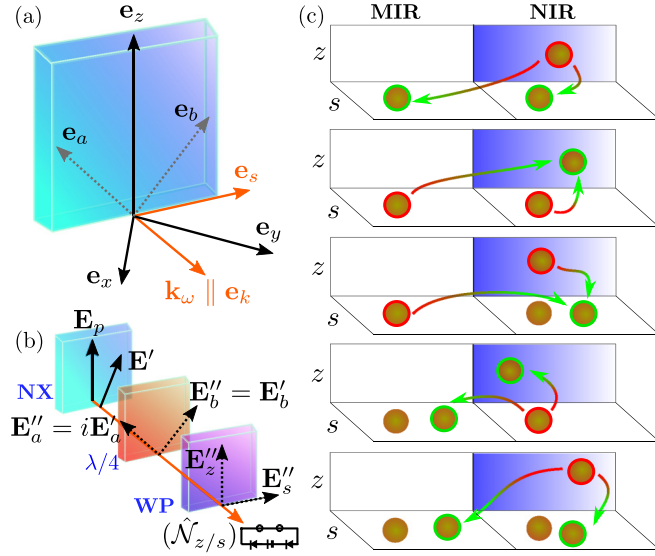 (a)
e_z
e_a
e_b
e_s
e_y
e_x
k_ω ∥ e_k
(b)
E_p
E′
NX
E″_b = E′_b
E″_a = iE′_a
λ/4
E″_z
E″_s
WP
(𝒩̂_{z/s})
(c)
MIR NIR
z
s
z
s
z
s
z
s
z
s